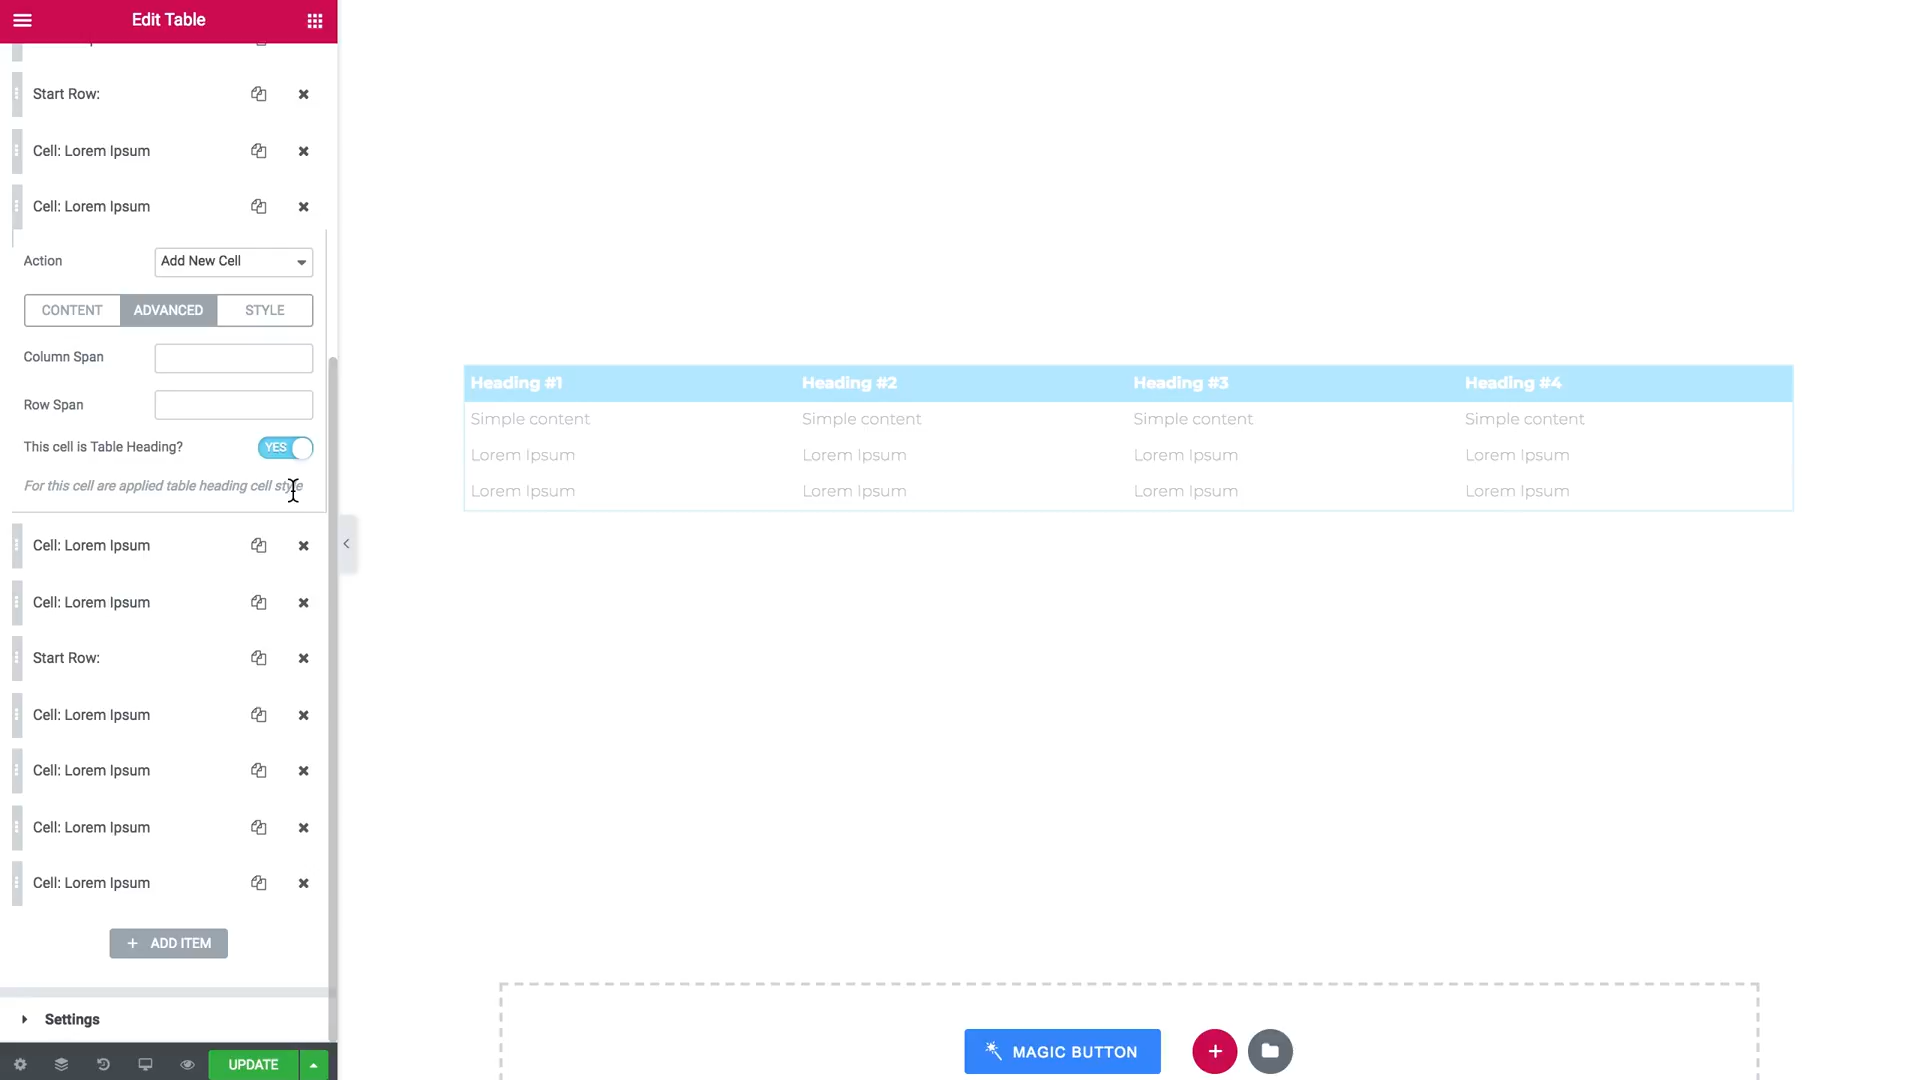 Edit Table
Start Row:
Cell: Lorem Ipsum
Cell: Lorem Ipsum
Action
Add New Cell
CONTENT
ADVANCED
STYLE
Column Span
Row Span
This cell is Table Heading?
YES
For this cell are applied table heading cell style
Cell: Lorem Ipsum
Cell: Lorem Ipsum
Start Row:
Cell: Lorem Ipsum
Cell: Lorem Ipsum
Cell: Lorem Ipsum
Cell: Lorem Ipsum
+ ADD ITEM
Settings
UPDATE
Heading #1 Heading #2 Heading #3 Heading #4
Simple content Simple content Simple content Simple content
Lorem Ipsum Lorem Ipsum Lorem Ipsum Lorem Ipsum
Lorem Ipsum Lorem Ipsum Lorem Ipsum Lorem Ipsum
MAGIC BUTTON